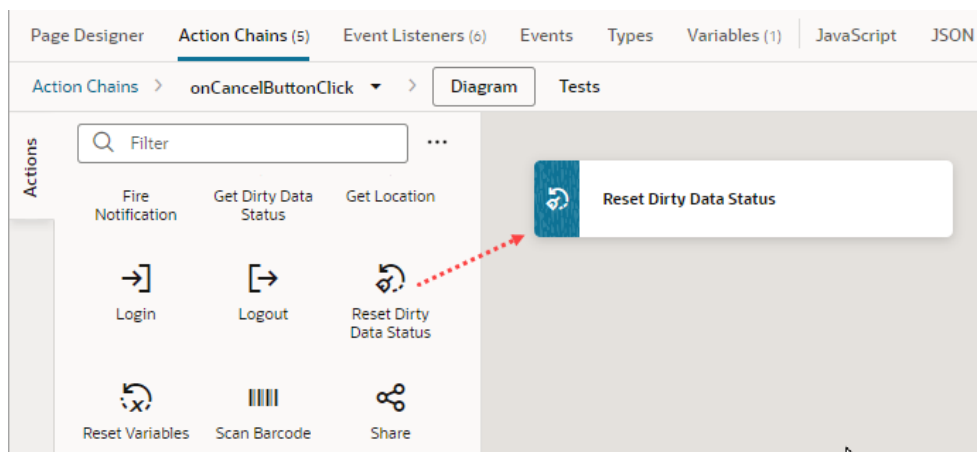 Page Designer Action Chains (5) Event Listeners (6) Events Types Variables (1) JavaScript JSON
Action Chains > onCancelButtonClick > Diagram Tests
Actions
Filter
Fire
Notification
Get Dirty Data
Status
Get Location
Reset Dirty Data Status
Login
Logout
Reset Dirty
Data Status
Reset Variables
Scan Barcode
Share